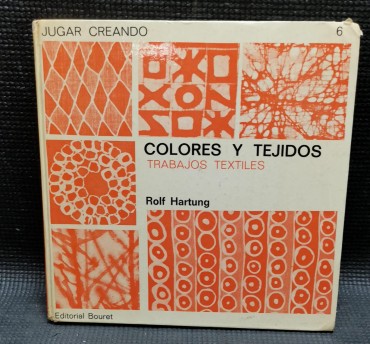 JUGAR CREANDO 6
COLORES Y TEJIDOS
TRABAJOS TEXTILES
Rolf Hartung
Editorial Bouret